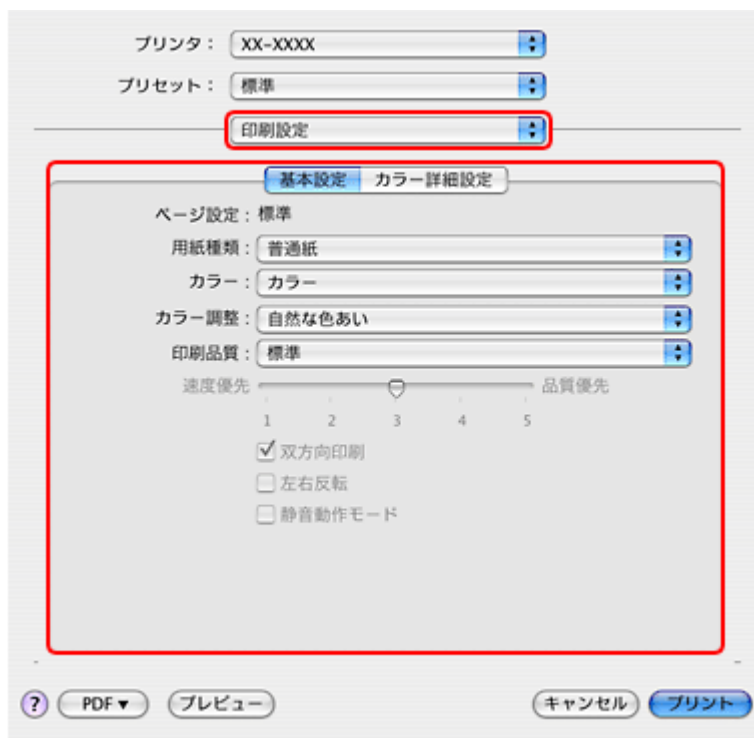 プリンタ： XX-XXXX
プリセット： 標準
印刷設定
基本設定 カラー詳細設定
ページ設定：標準
用紙種類： 普通紙
カラー： カラー
カラー調整： 自然な色あい
印刷品質： 標準
速度優先 品質優先
1 2 3 4 5
双方向印刷
左右反転
静音動作モード
? PDF▼ プレビュー キャンセル プリント